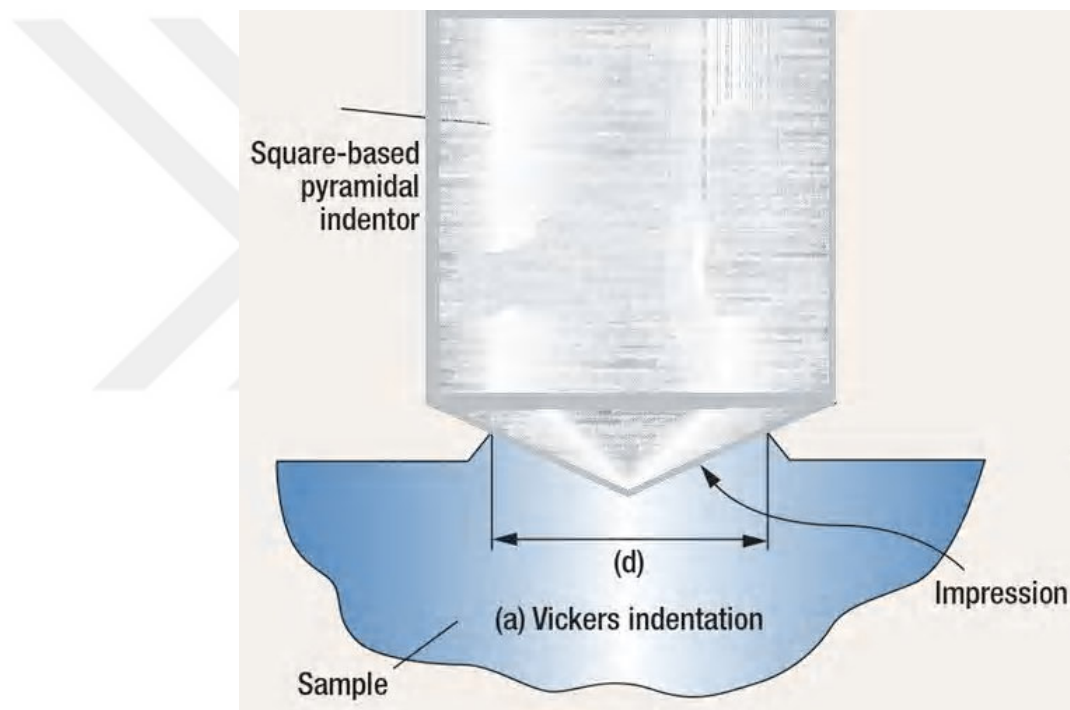 Square-based
pyramidal
indentor
(d)
Impression
(a) Vickers indentation
Sample